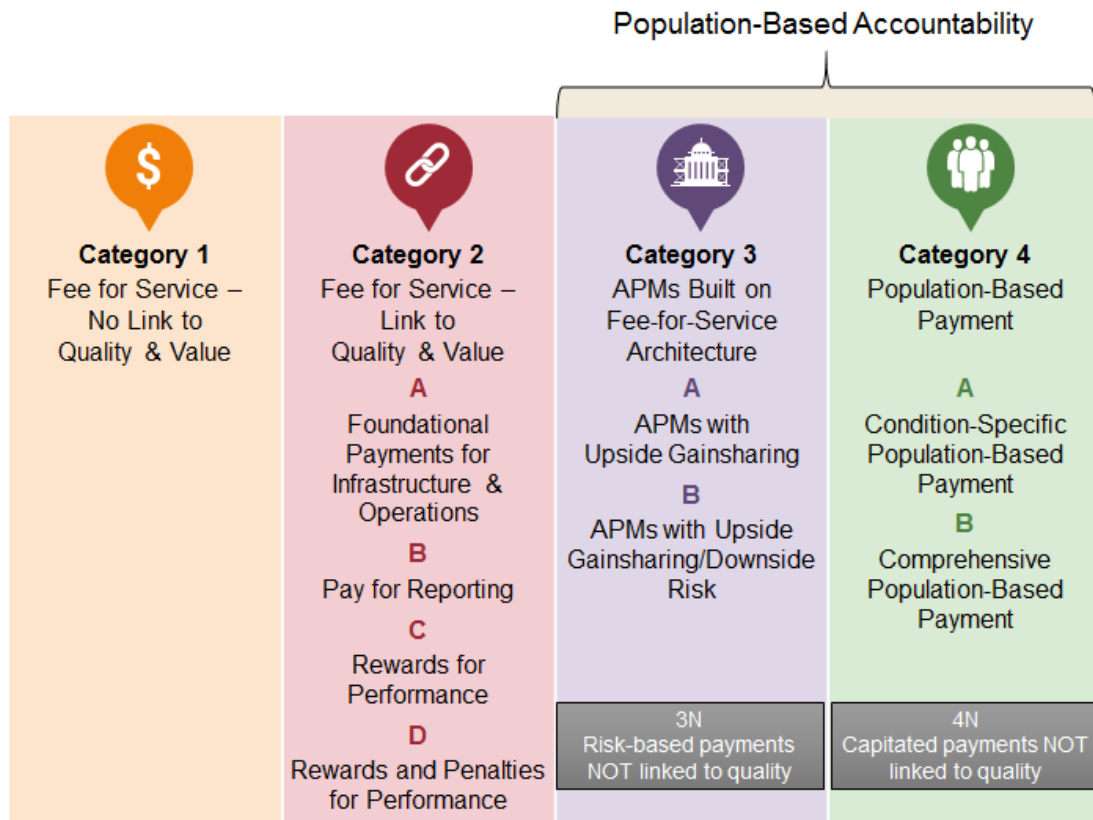 Population-Based Accountability
$
Category 1
Fee for Service –
No Link to
Quality & Value
Category 2
Fee for Service –
Link to
Quality & Value
A
Foundational
Payments for
Infrastructure &
Operations
B
Pay for Reporting
C
Rewards for
Performance
D
Rewards and Penalties
for Performance
Category 3
APMs Built on
Fee-for-Service
Architecture
A
APMs with
Upside Gainsharing
B
APMs with Upside
Gainsharing/Downside
Risk
3N
Risk-based payments
NOT linked to quality
Category 4
Population-Based
Payment
A
Condition-Specific
Population-Based
Payment
B
Comprehensive
Population-Based
Payment
4N
Capitated payments NOT
linked to quality